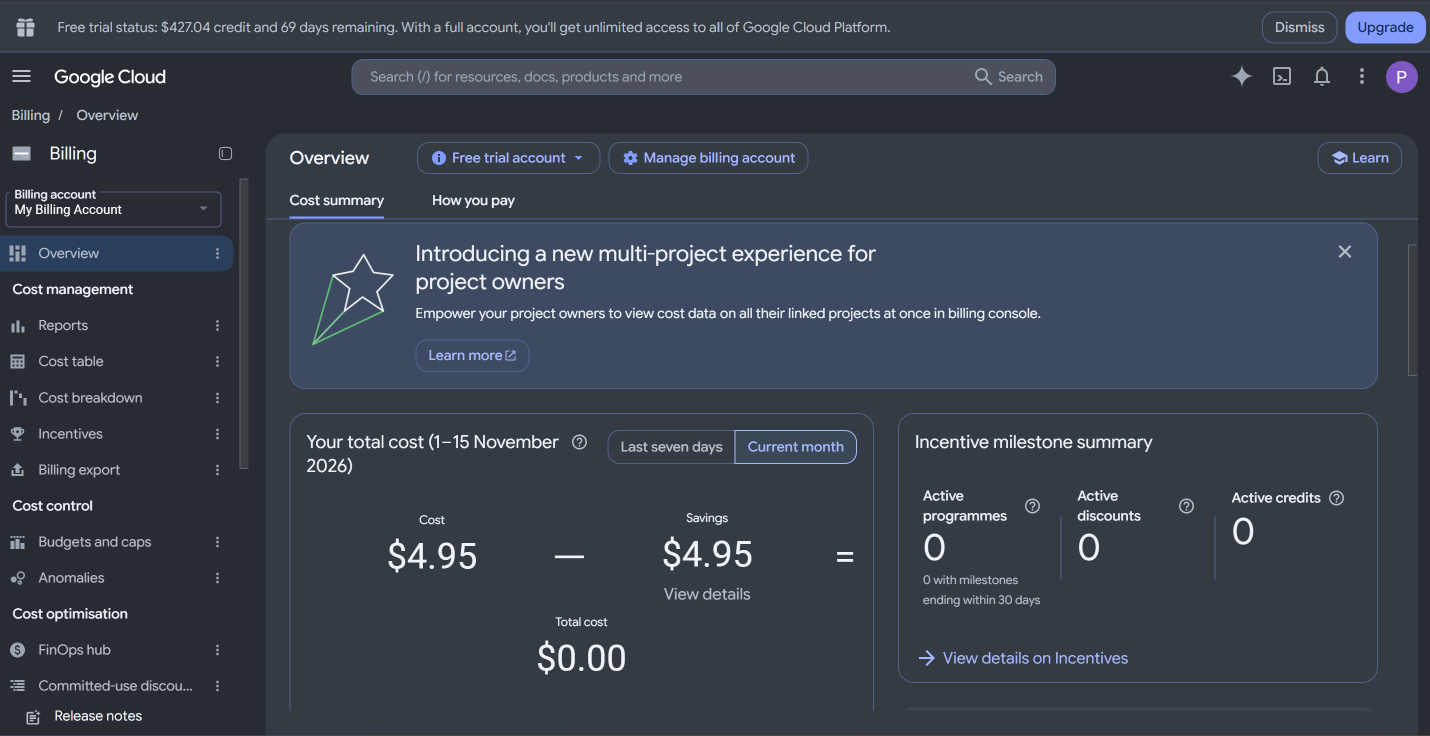 Free trial status: $427.04 credit and 69 days remaining. With a full account, you'll get unlimited access to all of Google Cloud Platform.
Dismiss
Upgrade
Google Cloud
Search (/) for resources, docs, products and more
Search
P
Billing / Overview
Billing
Billing account
My Billing Account
Overview
Cost management
Reports
Cost table
Cost breakdown
Incentives
Billing export
Cost control
Budgets and caps
Anomalies
Cost optimisation
FinOps hub
Committed-use discou...
Release notes
Overview
Free trial account
Manage billing account
Learn
Cost summary
How you pay
Introducing a new multi-project experience for
project owners
Empower your project owners to view cost data on all their linked projects at once in billing console.
Learn more
Your total cost (1–15 November
2026)
Last seven days
Current month
Cost
$4.95
—
Savings
$4.95
View details
=
Total cost
$0.00
Incentive milestone summary
Active
programmes
0
0 with milestones
ending within 30 days
Active
discounts
0
Active credits
0
View details on Incentives